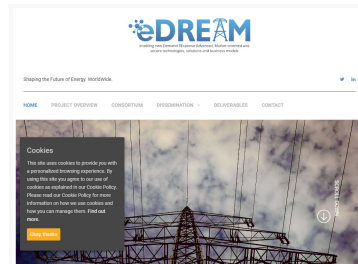 eDREAM
enabling new Demand REsponse Advanced, Market oriented and
secure technologies, solutions and business models
Shaping the Future of Energy. WorldWide.
HOME PROJECT OVERVIEW CONSORTIUM DISSEMINATION DELIVERABLES CONTACT
Cookies
This site uses cookies to provide you with
a personalized browsing experience. By
using this site you agree to our use of
cookies as explained in our Cookie Policy.
Please read our Cookie Policy for more
information on how we use cookies and
how you can manage them. Find out
more.
Okay, thanks